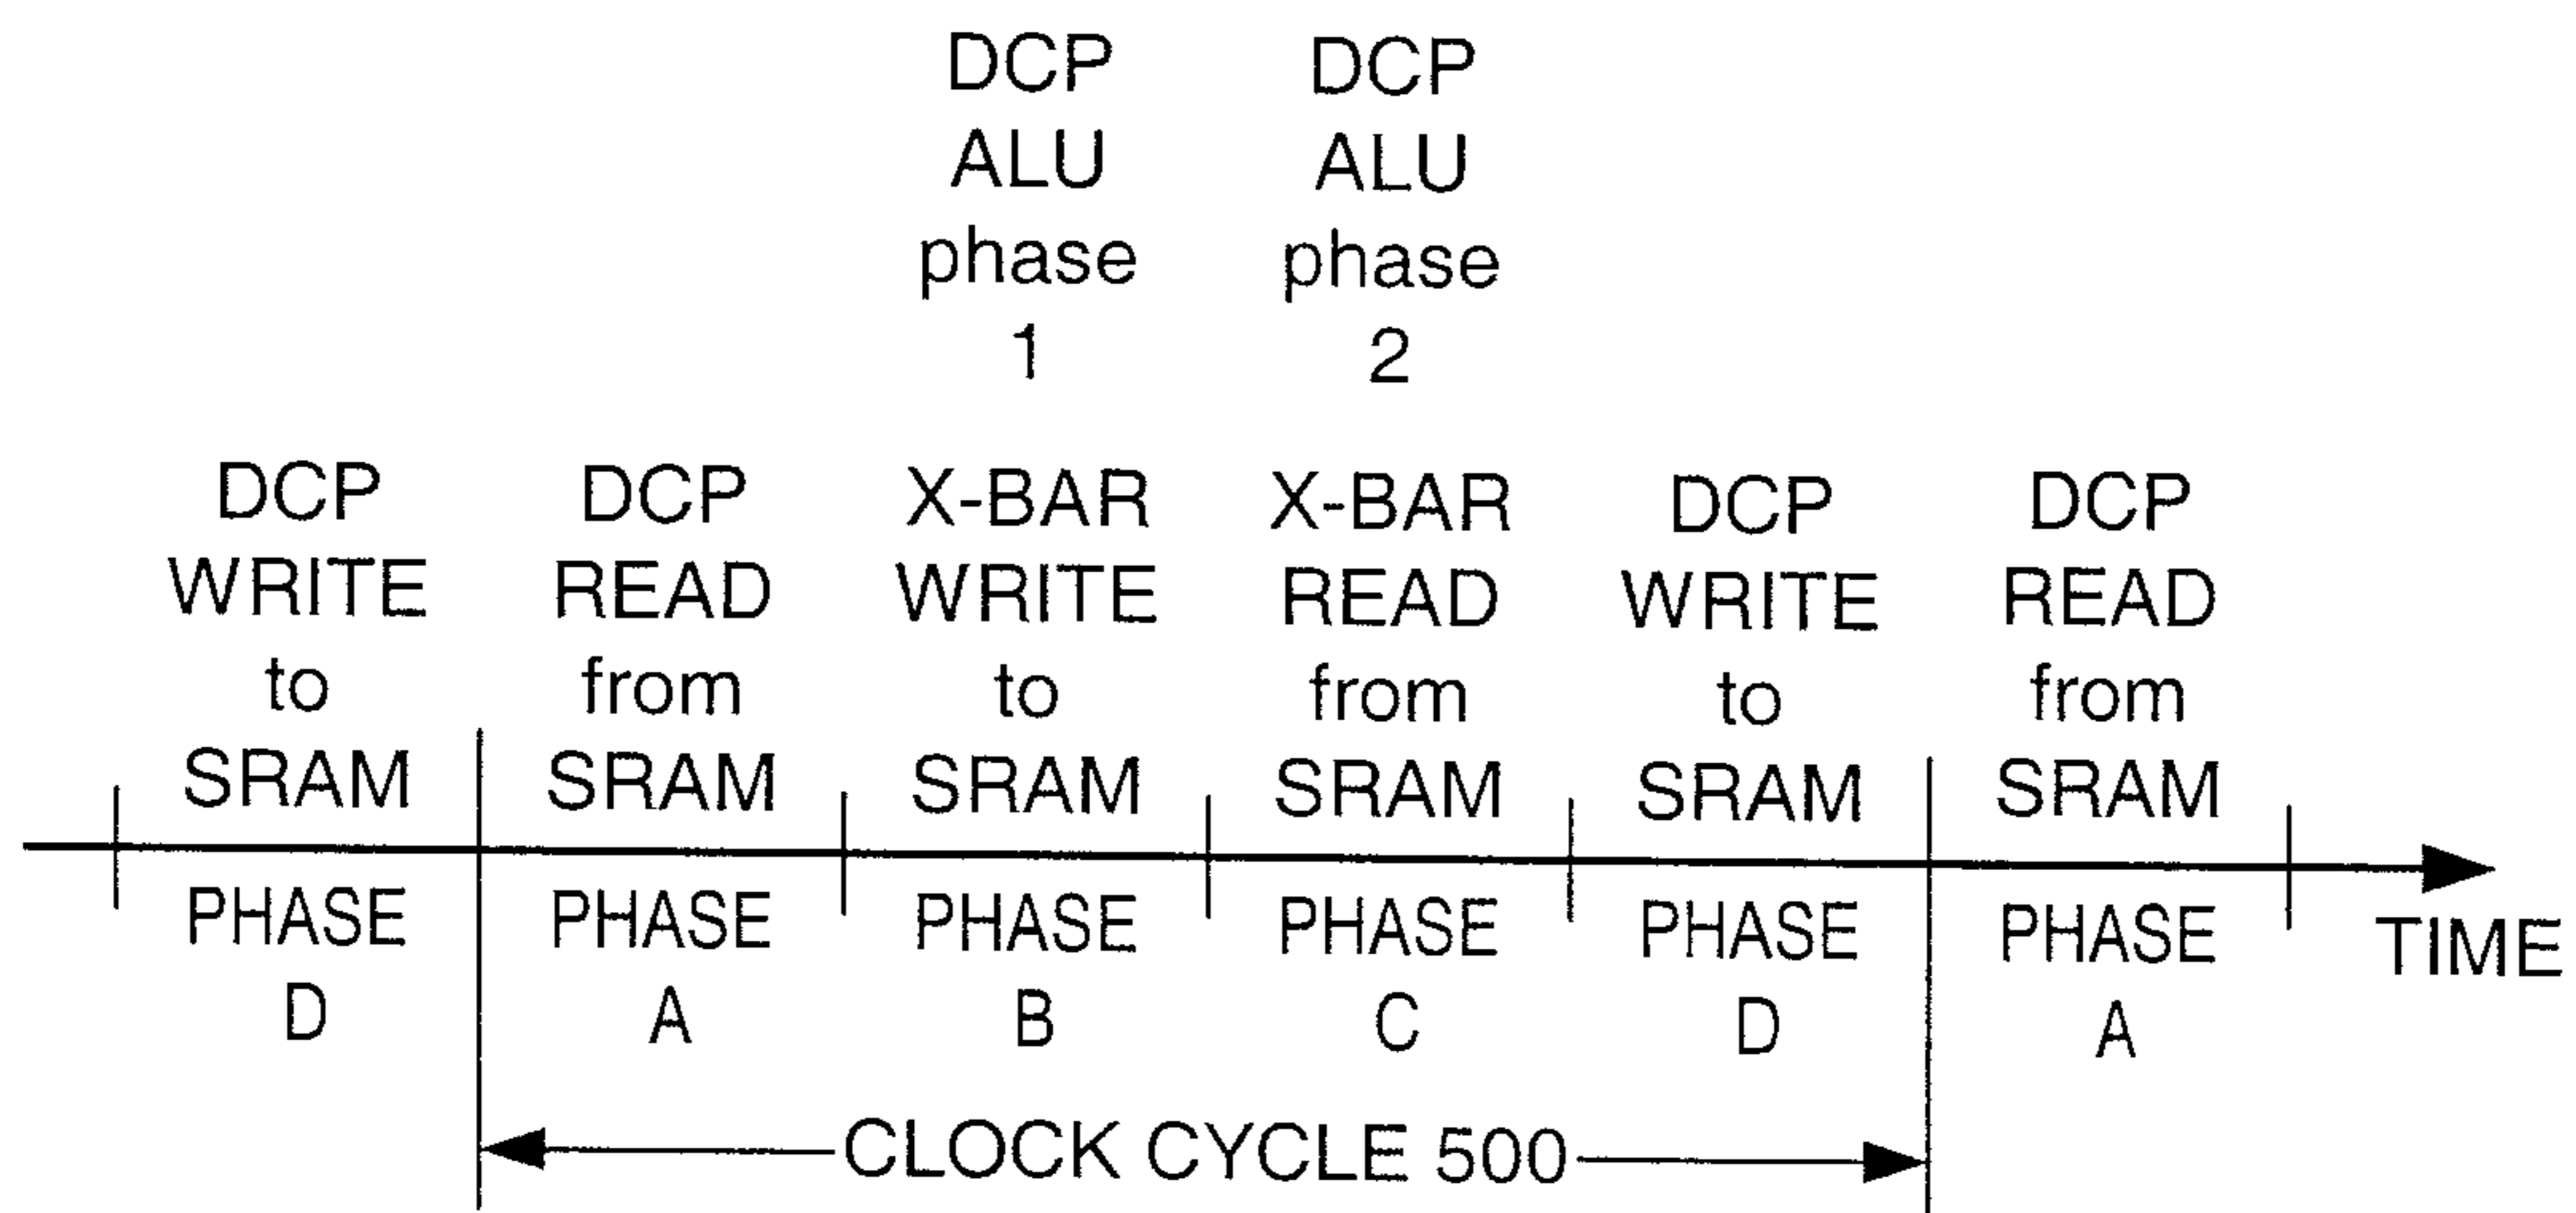 DCP
ALU
phase
1
DCP
ALU
phase
2
DCP
WRITE
to
SRAM
DCP
READ
from
SRAM
X-BAR
WRITE
to
SRAM
X-BAR
READ
from
SRAM
DCP
WRITE
to
SRAM
DCP
READ
from
SRAM
PHASE
D
PHASE
A
PHASE
B
PHASE
C
PHASE
D
PHASE
A
TIME
CLOCK CYCLE 500